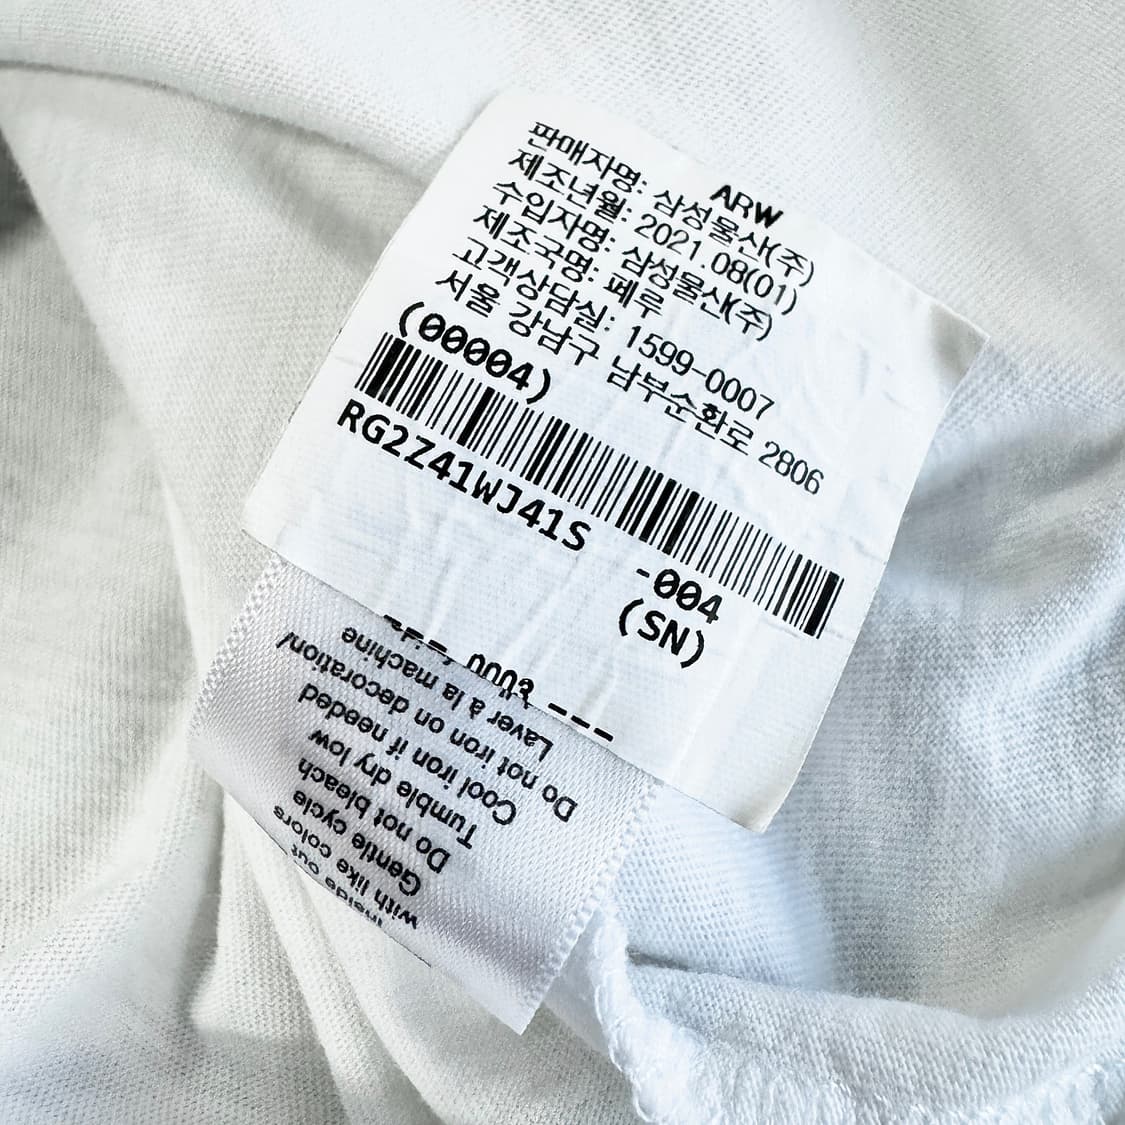 ARW
판매자명: 삼성물산(주)
제조년월: 2021.08(01)
수입자명: 삼성물산(주)
제조국명: 페루
고객상담실: 1599-0007
서울 강남구 남부순환로 2806
(00004)
RG2Z41WJ41S
-004
(SN)
--- 0003 ---
inside out
with like colors
Gentle cycle
Do not bleach
Tumble dry low
Cool iron if needed
Do not iron on decoration/
Laver à la machine